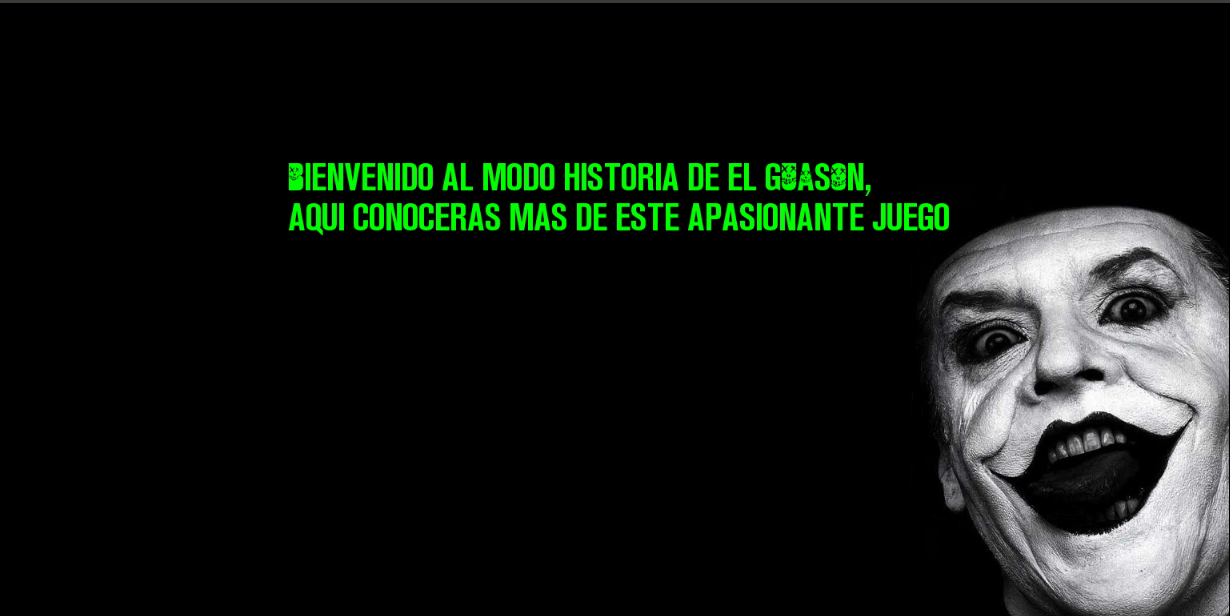 BIENVENIDO AL MODO HISTORIA DE EL GUASON,
AQUI CONOCERAS MAS DE ESTE APASIONANTE JUEGO